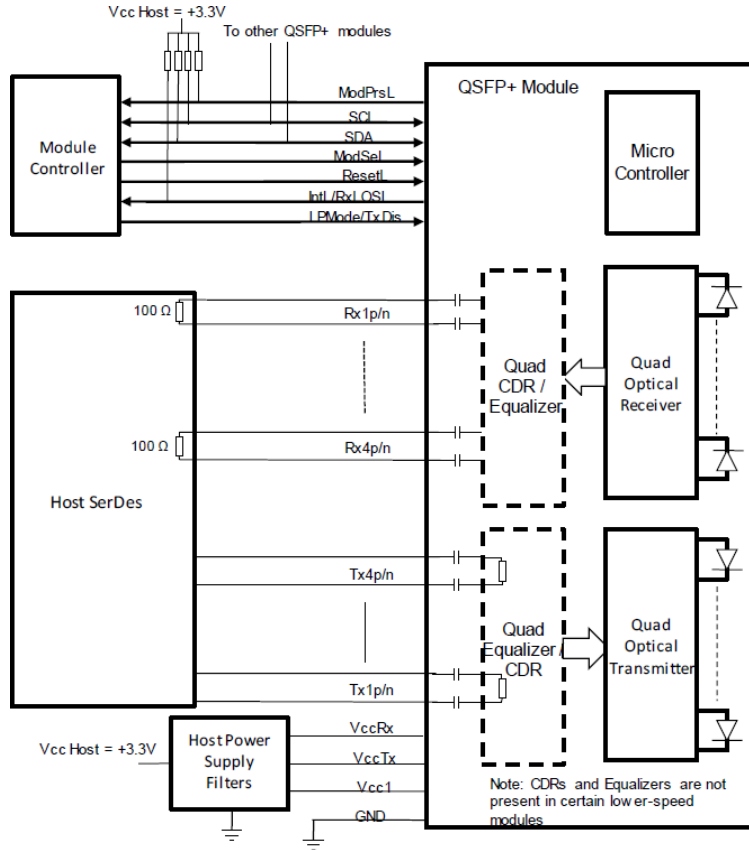 Vcc Host = +3.3V
To other QSFP+ modules
QSFP+ Module
ModPrsL
SCL
SDA
ModSeL
ResetL
IntL/RxLOSL
LPMode/TxDis
Module
Controller
Micro
Controller
100 Ω
Rx1p/n
100 Ω
Rx4p/n
Host SerDes
Quad
CDR /
Equalizer
Quad
Optical
Receiver
Tx4p/n
Tx1p/n
Quad
Equalizer /
CDR
Quad
Optical
Transmitter
Vcc Host = +3.3V
Host Power
Supply
Filters
VccRx
VccTx
Vcc1
GND
Note: CDRs and Equalizers are not
present in certain lower-speed
modules